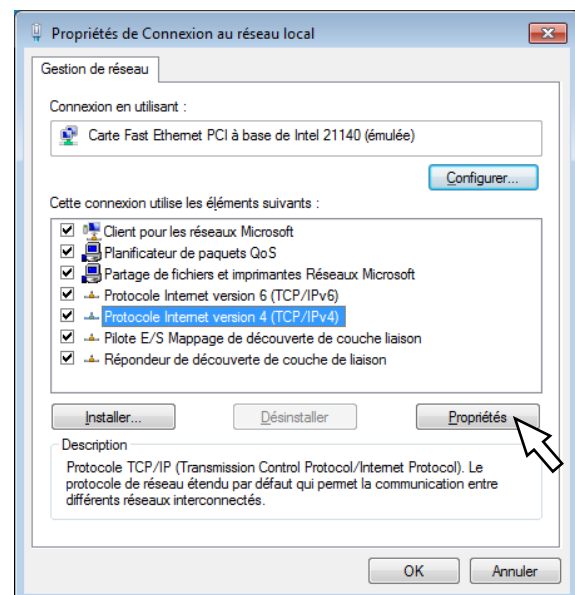 Propriétés de Connexion au réseau local
Gestion de réseau
Connexion en utilisant :
Carte Fast Ethernet PCI à base de Intel 21140 (émulée)
Configurer...
Cette connexion utilise les éléments suivants :
Client pour les réseaux Microsoft
Planificateur de paquets QoS
Partage de fichiers et imprimantes Réseaux Microsoft
Protocole Internet version 6 (TCP/IPv6)
Protocole Internet version 4 (TCP/IPv4)
Pilote E/S Mappage de découverte de couche liaison
Répondeur de découverte de couche de liaison
Installer... Désinstaller Propriétés
Description
Protocole TCP/IP (Transmission Control Protocol/Internet Protocol). Le
protocole de réseau étendu par défaut qui permet la communication entre
différents réseaux interconnectés.
OK Annuler